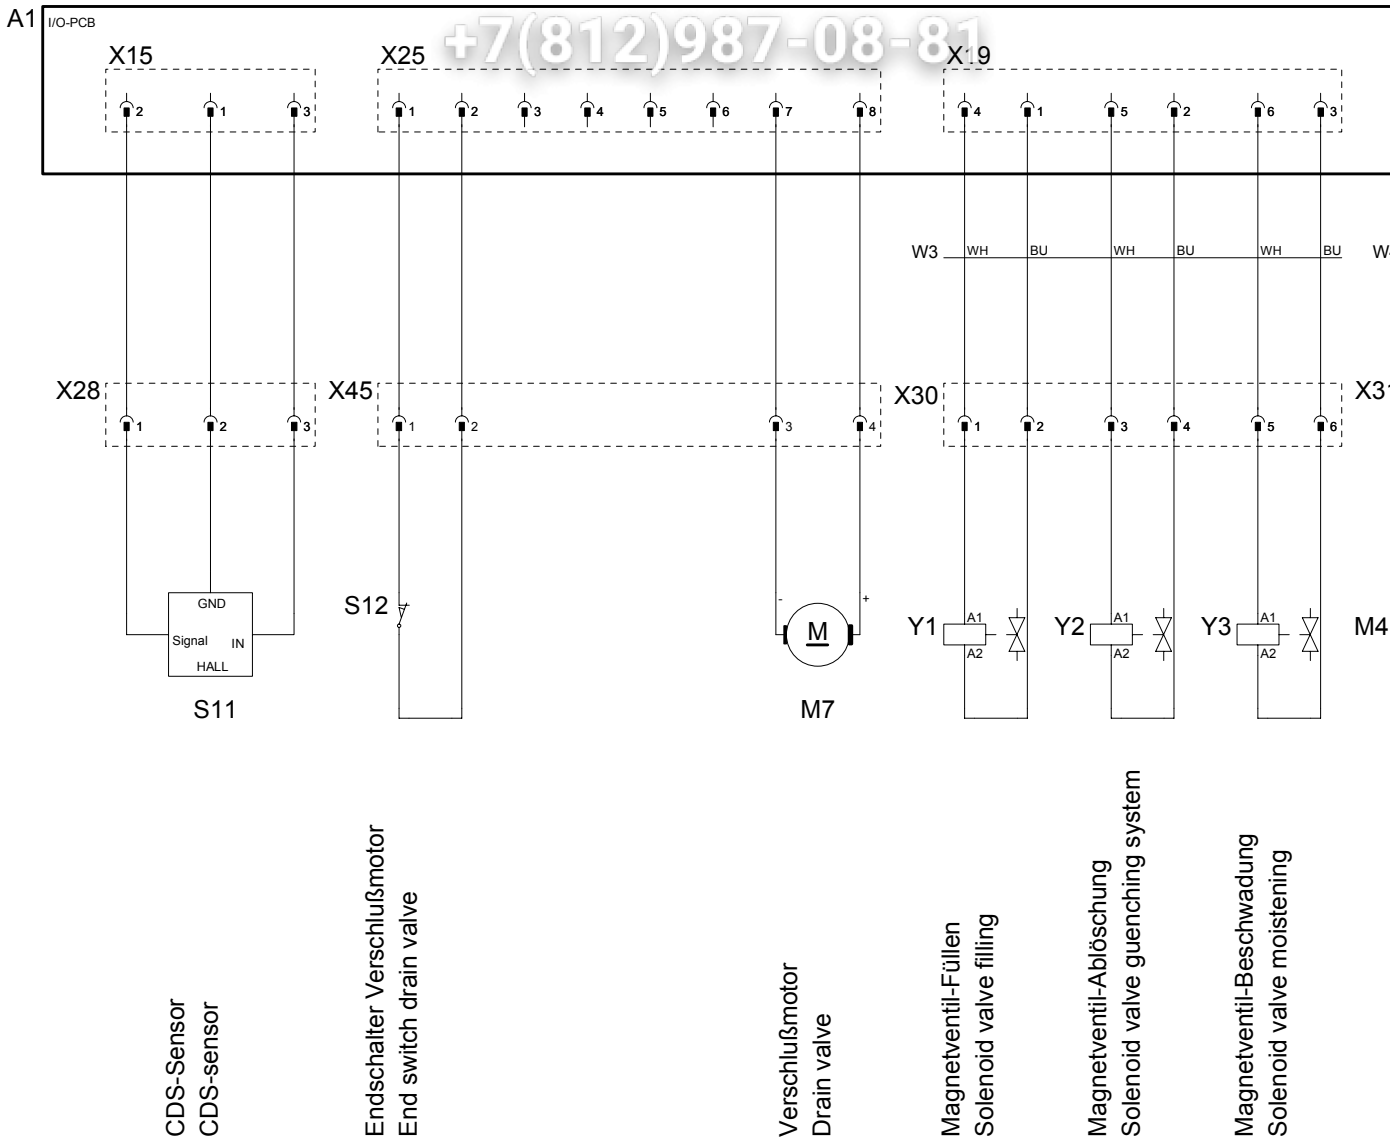 +7(812)987-08-81
A1 I/O-PCB
X15 X25 X19
2 1 3 1 2 3 4 5 6 7 8 4 1 5 2 6 3
W3 WH BU WH BU WH BU
X28 X45 X30 X31
1 2 3 1 2 3 4 1 2 3 4 5 6
GND
Signal IN
HALL
S11
S12
- +
M
M7
Y1 A1 A2
Y2 A1 A2
Y3 A1 A2
M4
CDS-Sensor
CDS-sensor
Endschalter Verschlußmotor
End switch drain valve
Verschlußmotor
Drain valve
Magnetventil-Füllen
Solenoid valve filling
Magnetventil-Ablöschung
Solenoid valve guenching system
Magnetventil-Beschwadung
Solenoid valve moistening